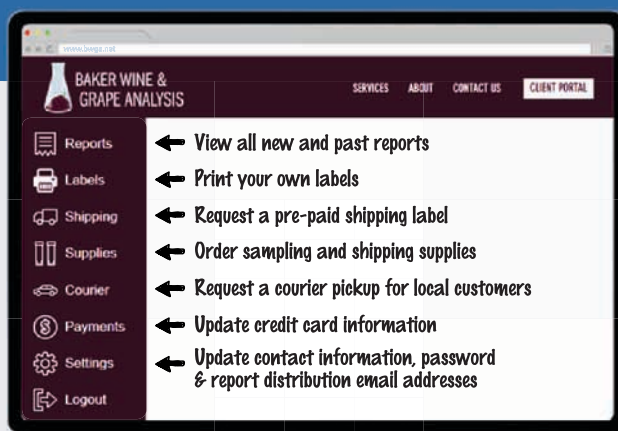 www.bwga.net
BAKER WINE &
GRAPE ANALYSIS
SERVICES ABOUT CONTACT US CLIENT PORTAL
Reports View all new and past reports
Labels Print your own labels
Shipping Request a pre-paid shipping label
Supplies Order sampling and shipping supplies
Courier Request a courier pickup for local customers
Payments Update credit card information
Settings Update contact information, password
& report distribution email addresses
Logout